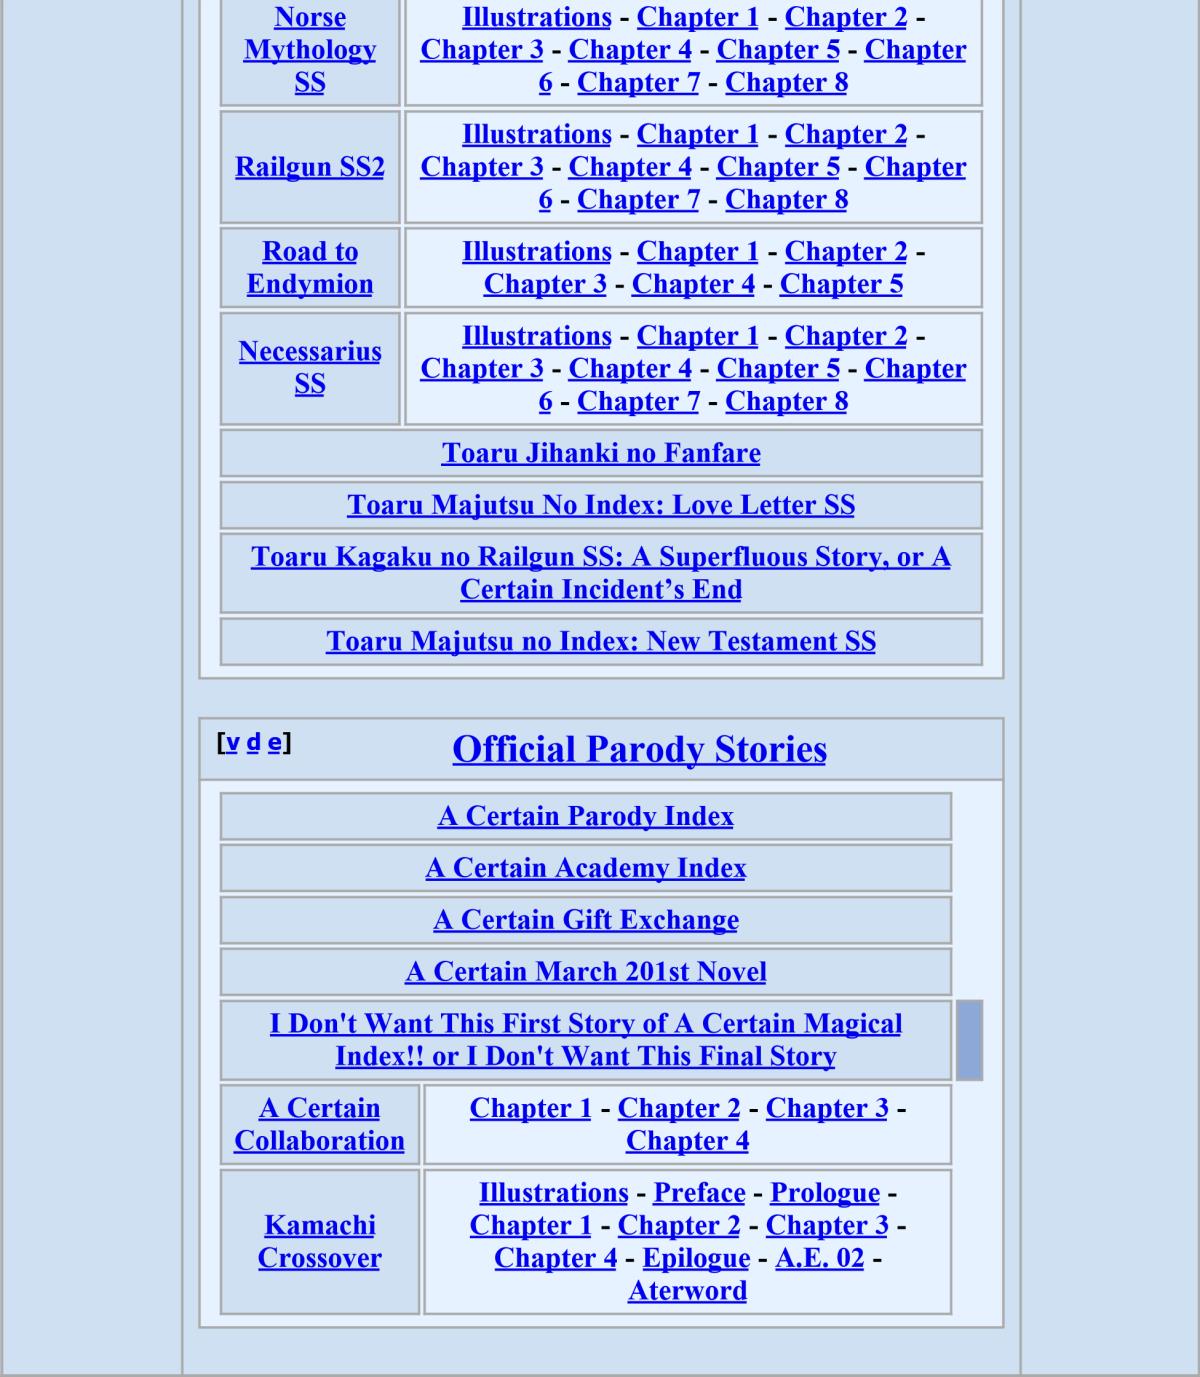 Norse
Mythology
SS
Illustrations - Chapter 1 - Chapter 2 -
Chapter 3 - Chapter 4 - Chapter 5 - Chapter
6 - Chapter 7 - Chapter 8
Railgun SS2
Illustrations - Chapter 1 - Chapter 2 -
Chapter 3 - Chapter 4 - Chapter 5 - Chapter
6 - Chapter 7 - Chapter 8
Road to
Endymion
Illustrations - Chapter 1 - Chapter 2 -
Chapter 3 - Chapter 4 - Chapter 5
Necessarius
SS
Illustrations - Chapter 1 - Chapter 2 -
Chapter 3 - Chapter 4 - Chapter 5 - Chapter
6 - Chapter 7 - Chapter 8
Toaru Jihanki no Fanfare
Toaru Majutsu No Index: Love Letter SS
Toaru Kagaku no Railgun SS: A Superfluous Story, or A
Certain Incident’s End
Toaru Majutsu no Index: New Testament SS
[v d e]
Official Parody Stories
A Certain Parody Index
A Certain Academy Index
A Certain Gift Exchange
A Certain March 201st Novel
I Don't Want This First Story of A Certain Magical
Index!! or I Don't Want This Final Story
A Certain
Collaboration
Chapter 1 - Chapter 2 - Chapter 3 -
Chapter 4
Kamachi
Crossover
Illustrations - Preface - Prologue -
Chapter 1 - Chapter 2 - Chapter 3 -
Chapter 4 - Epilogue - A.E. 02 -
Aterword